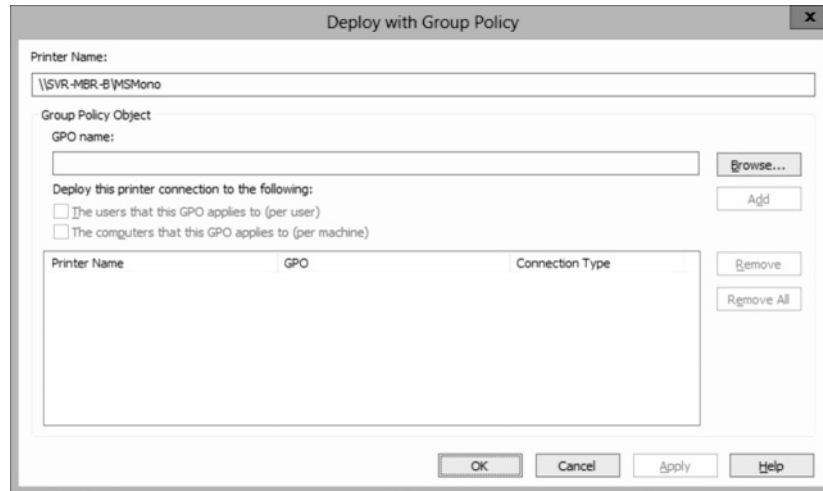 Deploy with Group Policy
x
Printer Name:
\\SVR-MBR-B\MSMono
Group Policy Object
GPO name:
Browse...
Deploy this printer connection to the following:
Add
The users that this GPO applies to (per user)
The computers that this GPO applies to (per machine)
Printer Name GPO Connection Type
Remove
Remove All
OK Cancel Apply Help